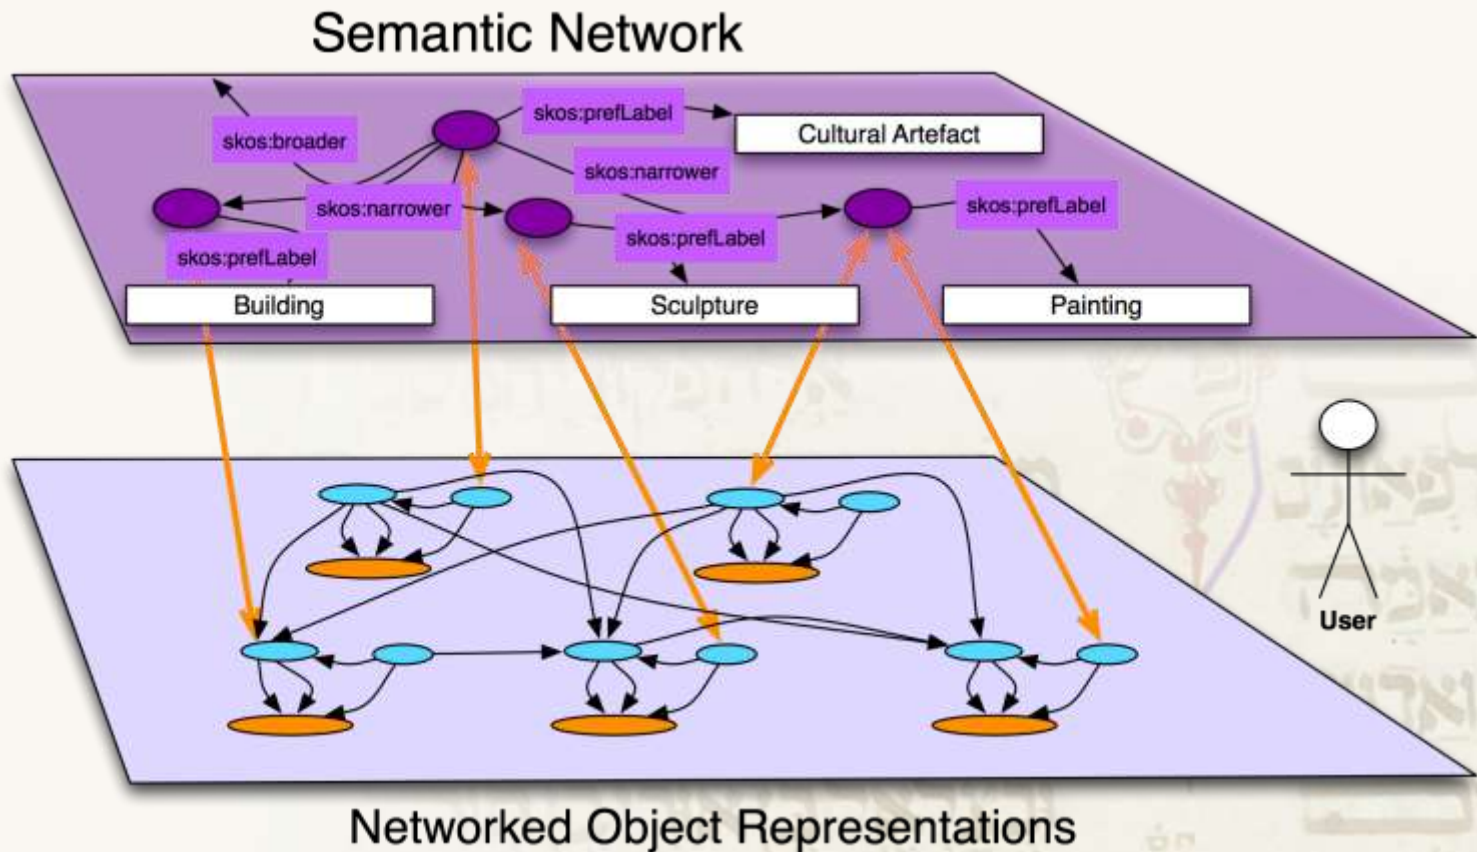 Semantic Network
skos:prefLabel
Cultural Artefact
skos:broader
skos:narrower
skos:narrower
skos:prefLabel
skos:prefLabel
skos:prefLabel
Building
Sculpture
Painting
User
Networked Object Representations